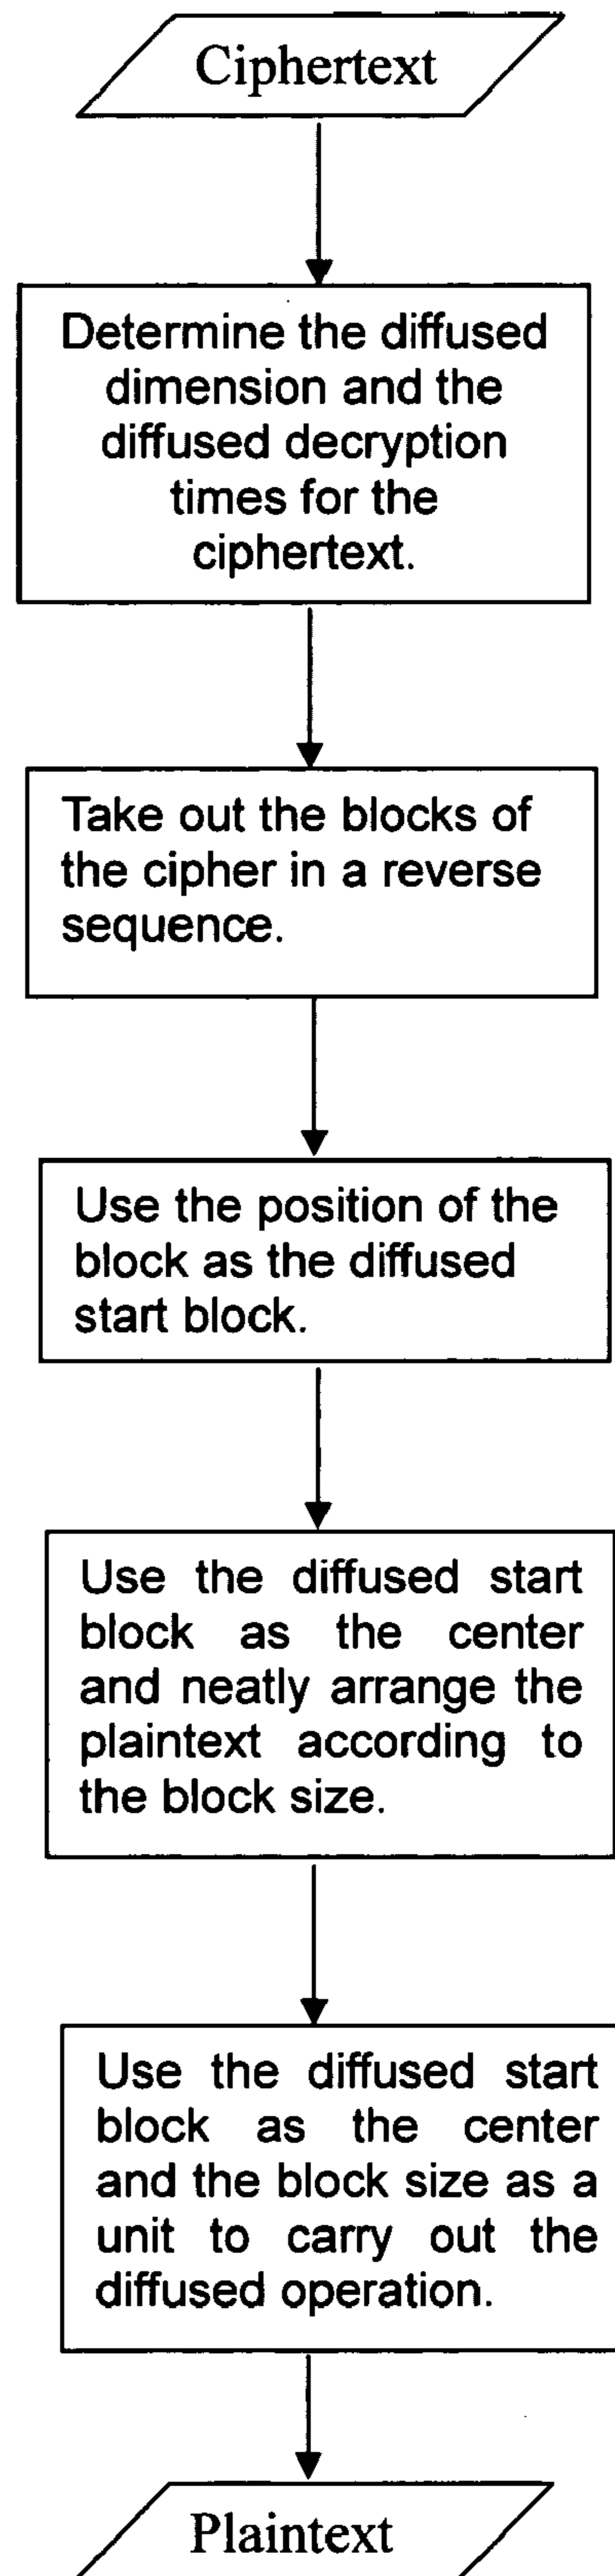 Ciphertext
Determine the diffused
dimension and the
diffused decryption
times for the
ciphertext.
Take out the blocks of
the cipher in a reverse
sequence.
Use the position of the
block as the diffused
start block.
Use the diffused start
block as the center
and neatly arrange the
plaintext according to
the block size.
Use the diffused start
block as the center
and the block size as a
unit to carry out the
diffused operation.
Plaintext